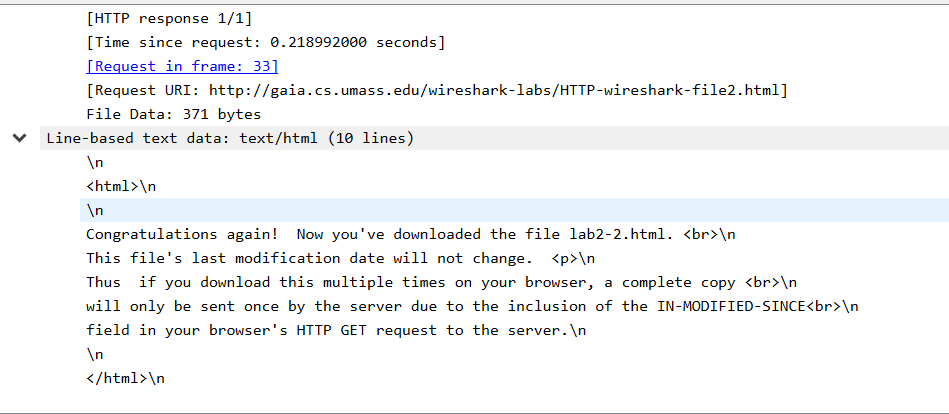 [HTTP response 1/1]
[Time since request: 0.218992000 seconds]
[Request in frame: 33]
[Request URI: http://gaia.cs.umass.edu/wireshark-labs/HTTP-wireshark-file2.html]
File Data: 371 bytes
Line-based text data: text/html (10 lines)
\n
<html>\n
\n
Congratulations again!  Now you've downloaded the file lab2-2.html. <br>\n
This file's last modification date will not change.  <p>\n
Thus  if you download this multiple times on your browser, a complete copy <br>\n
will only be sent once by the server due to the inclusion of the IN-MODIFIED-SINCE<br>\n
field in your browser's HTTP GET request to the server.\n
\n
</html>\n